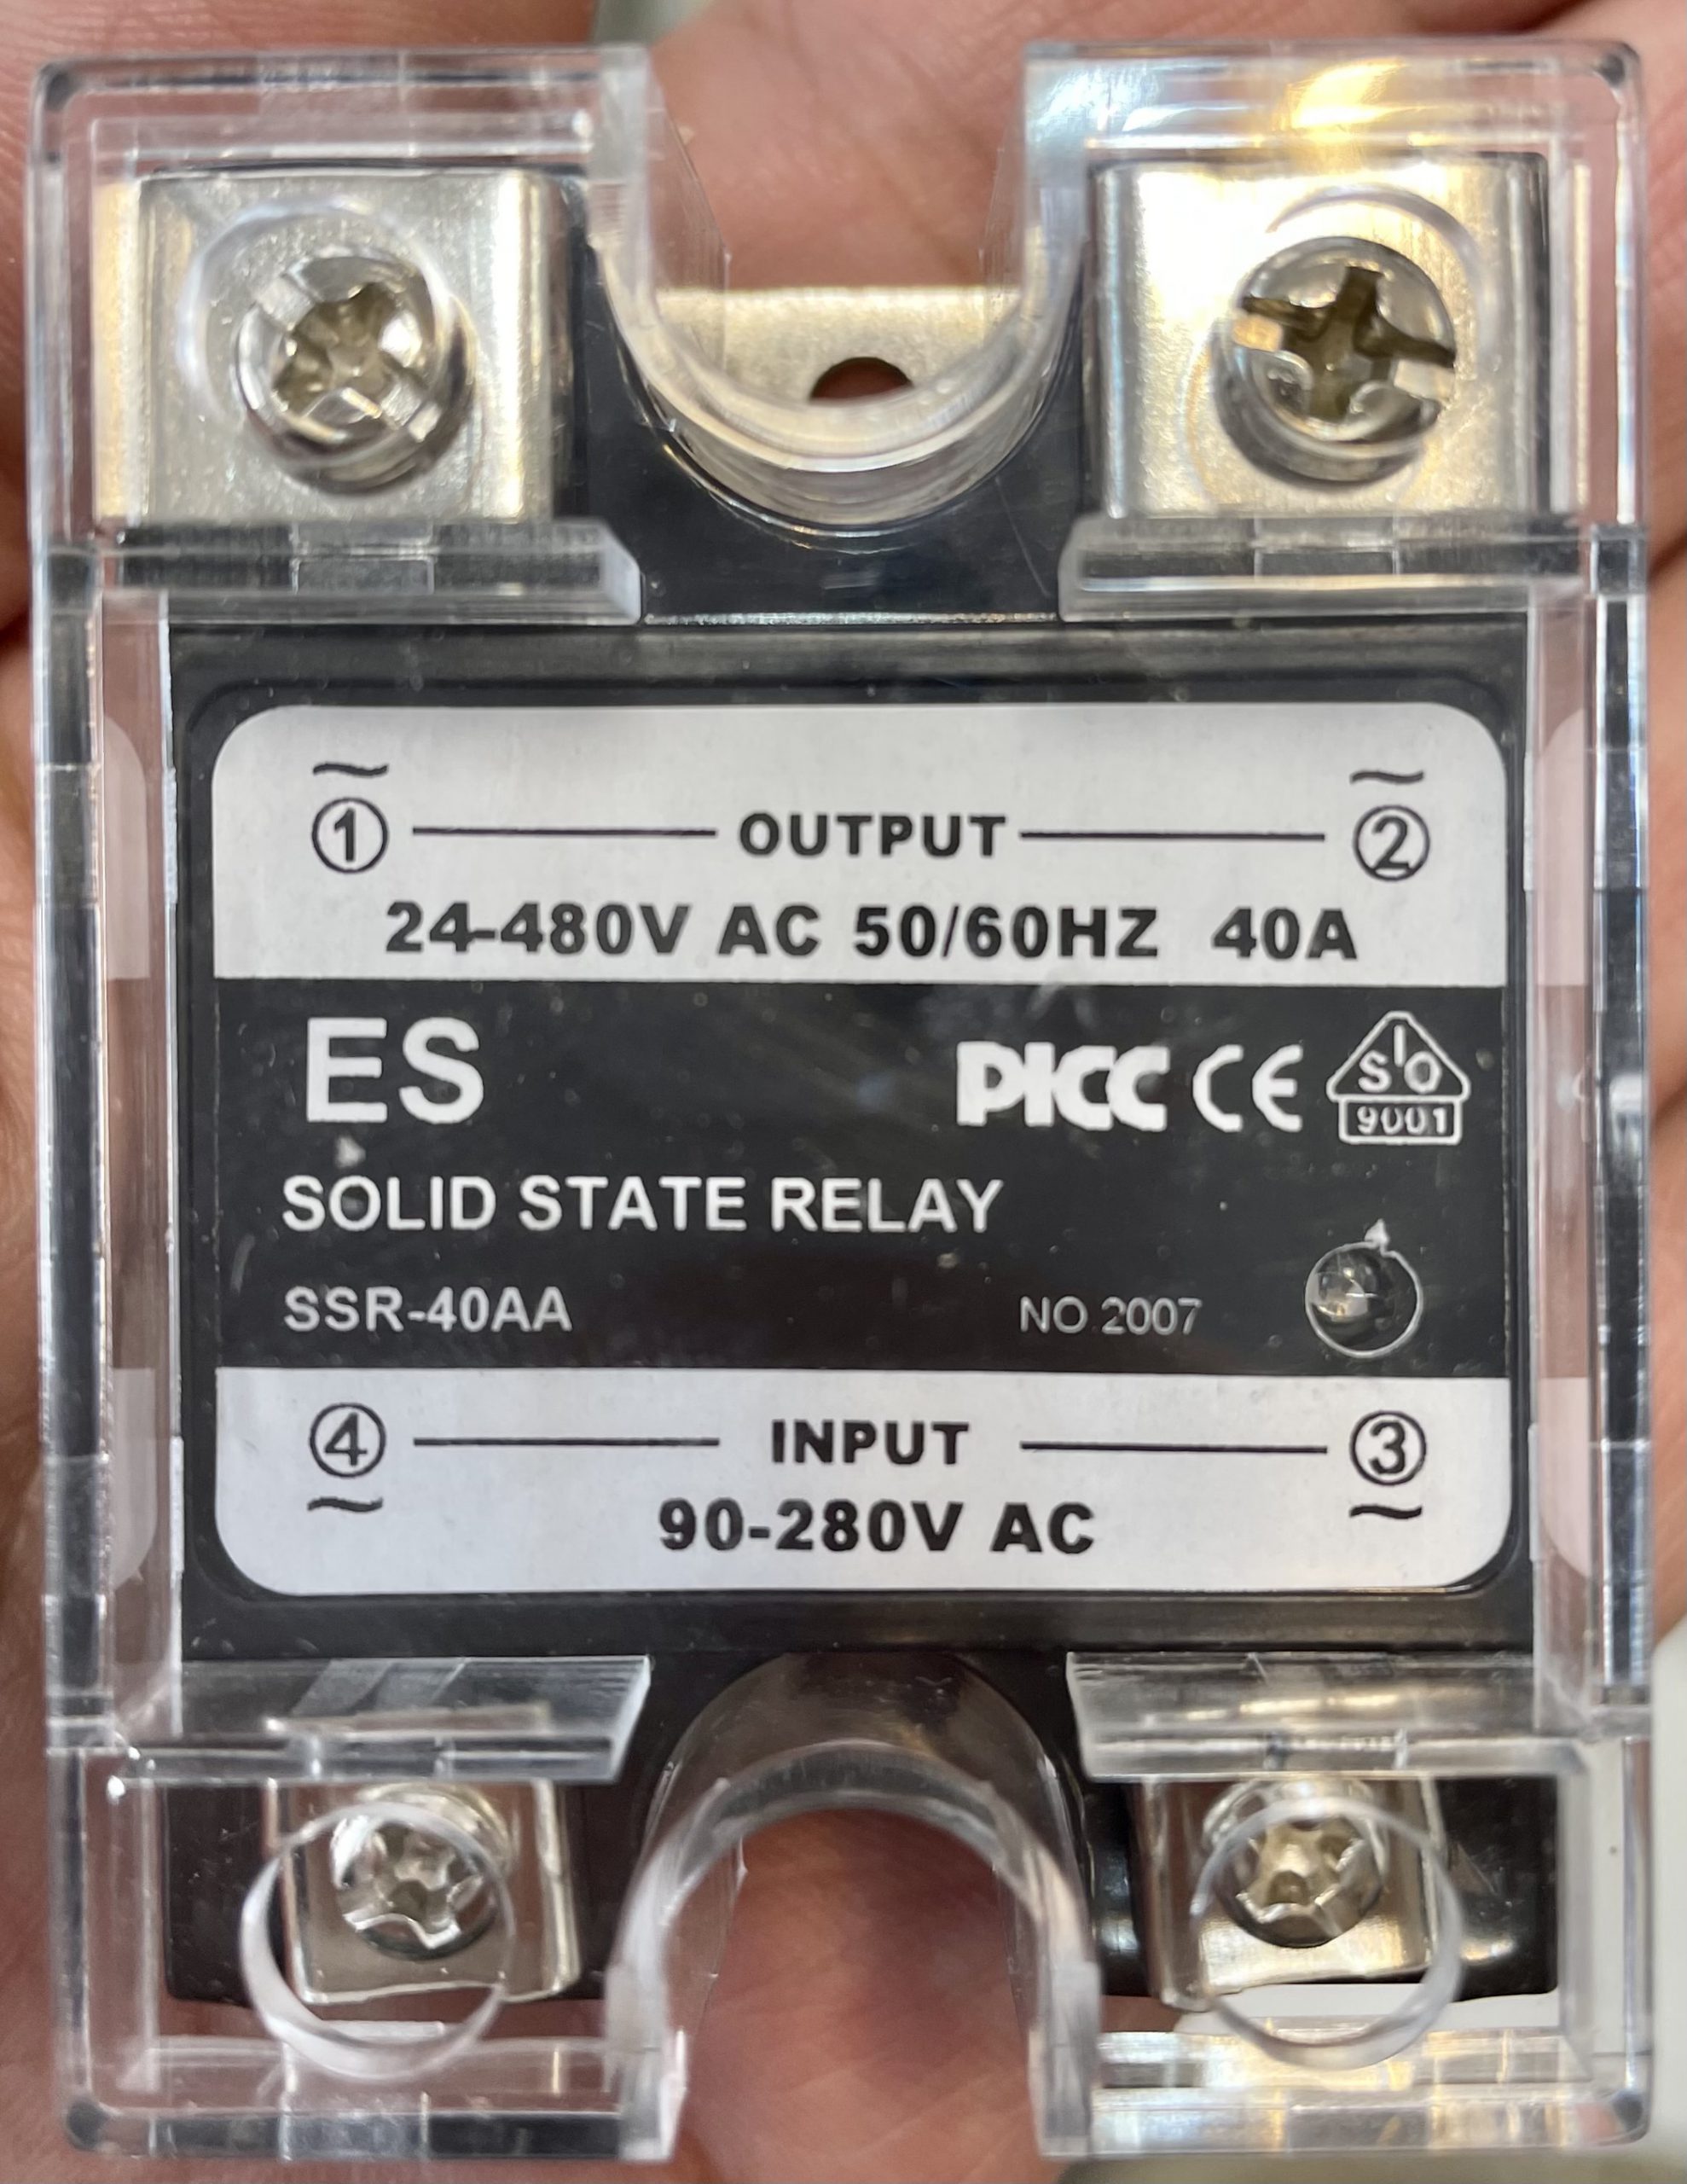 ~ ~
① OUTPUT ②
24-480V AC 50/60HZ 40A
ES PICC CE ISO 9001
SOLID STATE RELAY
SSR-40AA NO 2007
④ INPUT ③
~ ~
90-280V AC